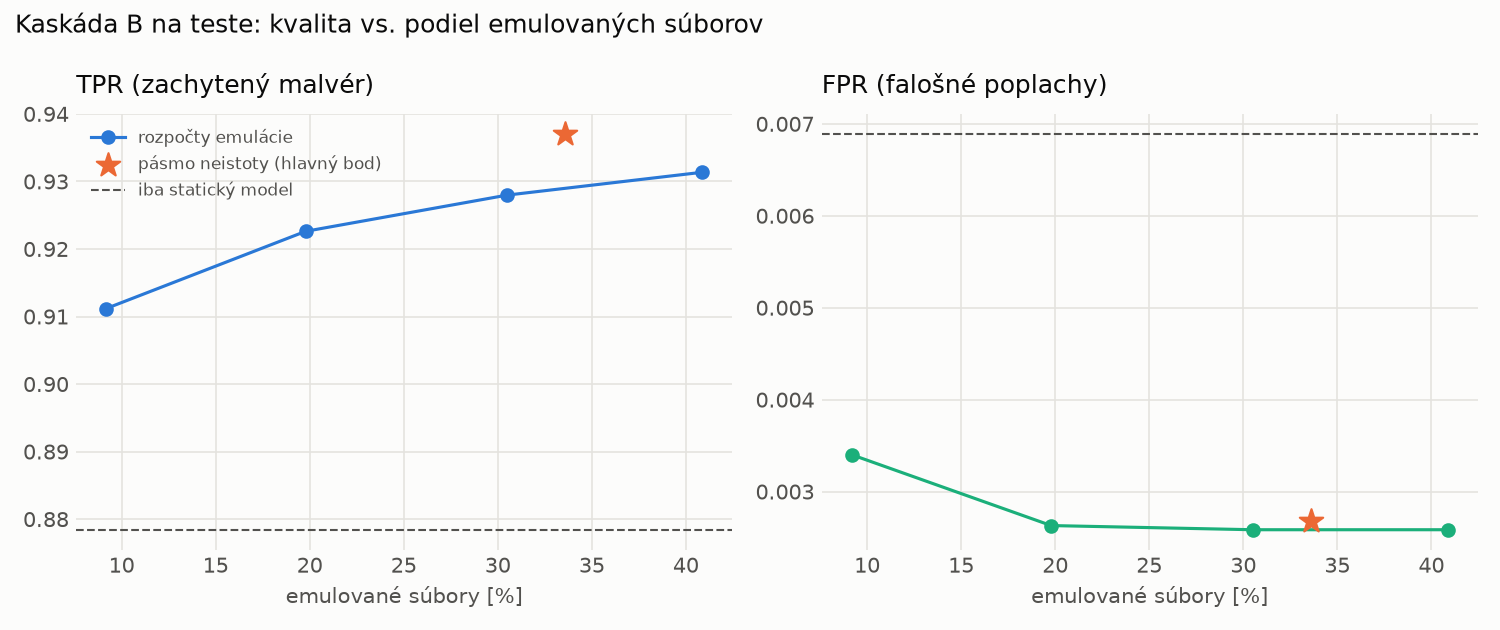 Kaskáda B na teste: kvalita vs. podiel emulovaných súborov
TPR (zachytený malvér)
0.94
0.93
0.92
0.91
0.90
0.89
0.88
rozpočty emulácie
pásmo neistoty (hlavný bod)
iba statický model
10 15 20 25 30 35 40
emulované súbory [%]
FPR (falošné poplachy)
0.007
0.006
0.005
0.004
0.003
10 15 20 25 30 35 40
emulované súbory [%]